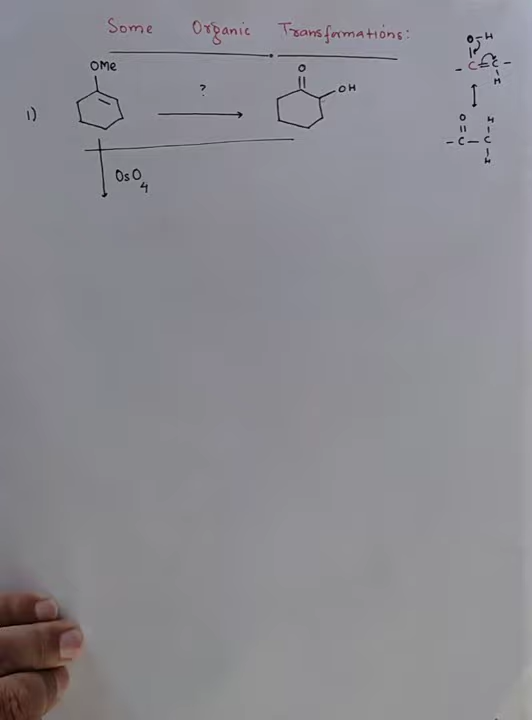 Some Organic Transformations:
OMe
1)
?
O
OH
OsO4
O-H
-C=C-
H
O H
-C-C
H